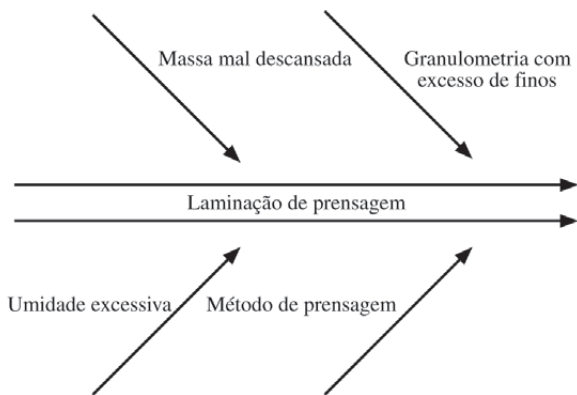 Massa mal descansada
Granulometria com
excesso de finos
Laminação de prensagem
Umidade excessiva
Método de prensagem